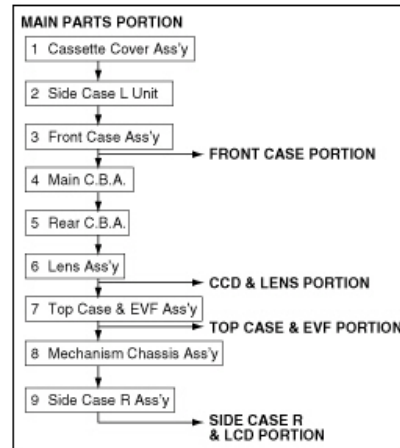 MAIN PARTS PORTION
1 Cassette Cover Ass'y
2 Side Case L Unit
3 Front Case Ass'y
FRONT CASE PORTION
4 Main C.B.A.
5 Rear C.B.A.
6 Lens Ass'y
CCD & LENS PORTION
7 Top Case & EVF Ass'y
TOP CASE & EVF PORTION
8 Mechanism Chassis Ass'y
9 Side Case R Ass'y
SIDE CASE R
& LCD PORTION